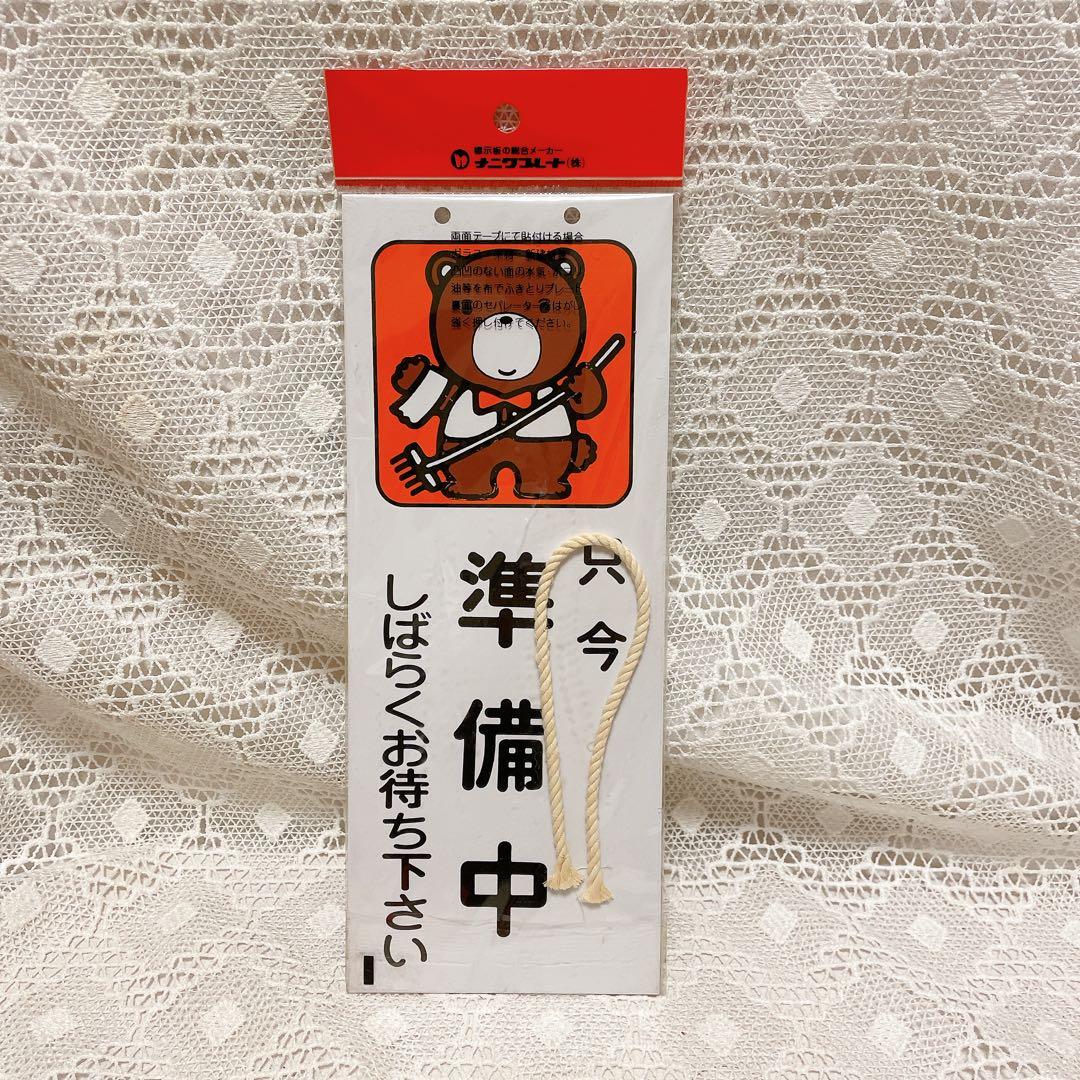 標示板の総合メーカー
ナニワプレート(株)
両面テープにて貼付ける場合
凸凹のない面の水気
油等を布でふきとりプレート
裏面のセパレーターをはがし
強く押し付けてください。
只今
準備中
しばらくお待ち下さい